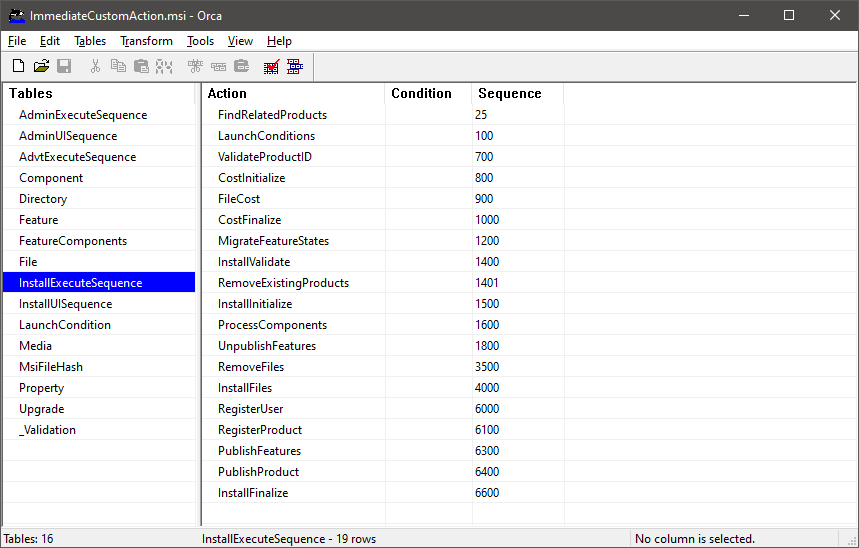 ImmediateCustomAction.msi - Orca
File Edit Tables Transform Tools View Help
Tables Action Condition Sequence
AdminExecuteSequence FindRelatedProducts 25
AdminUISequence LaunchConditions 100
AdvtExecuteSequence ValidateProductID 700
Component CostInitialize 800
Directory FileCost 900
Feature CostFinalize 1000
FeatureComponents MigrateFeatureStates 1200
File InstallValidate 1400
InstallExecuteSequence RemoveExistingProducts 1401
InstallUISequence InstallInitialize 1500
LaunchCondition ProcessComponents 1600
Media UnpublishFeatures 1800
MsiFileHash RemoveFiles 3500
Property InstallFiles 4000
Upgrade RegisterUser 6000
_Validation RegisterProduct 6100
PublishFeatures 6300
PublishProduct 6400
InstallFinalize 6600
Tables: 16 InstallExecuteSequence - 19 rows No column is selected.